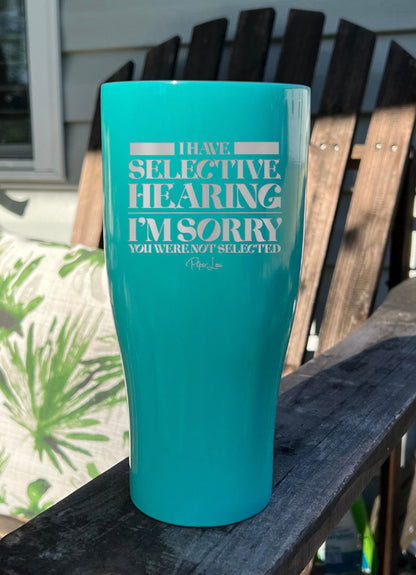 I HAVE
SELECTIVE
HEARING
I'M SORRY
YOU WERE NOT SELECTED
Piper Lou